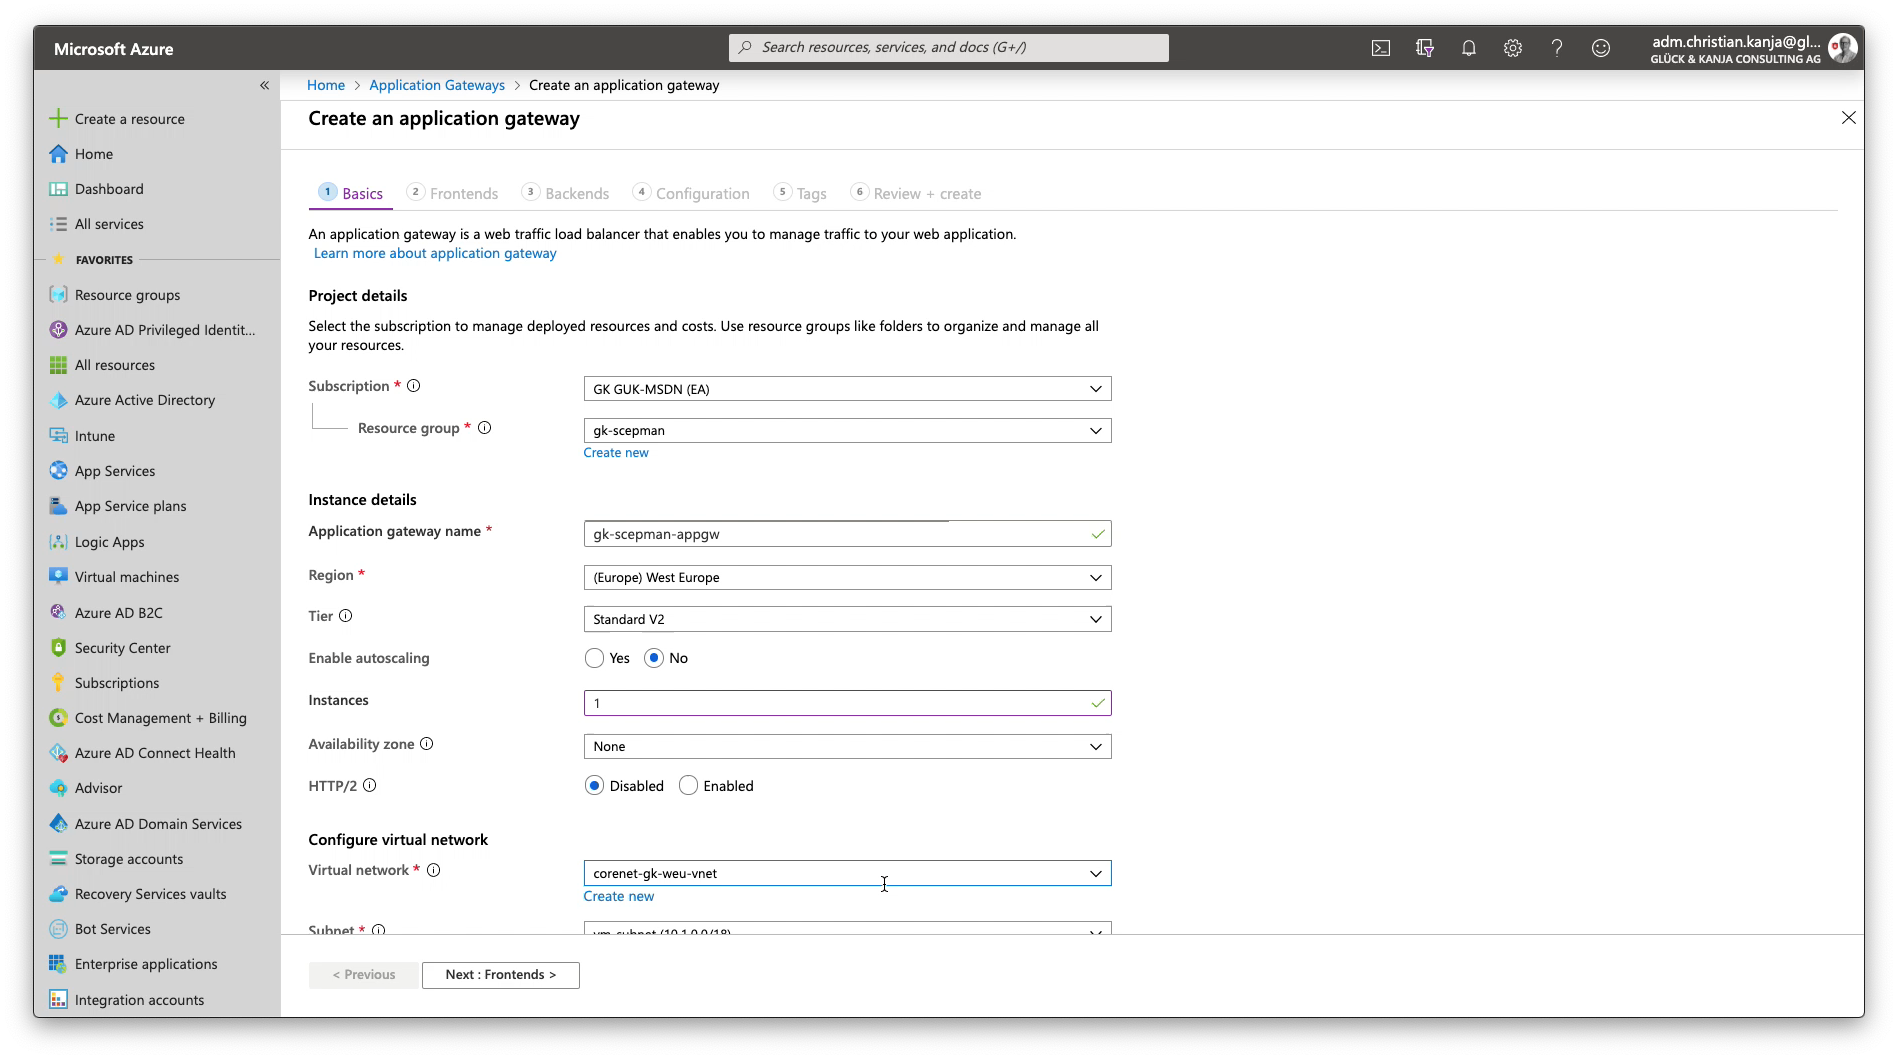 Microsoft Azure
Search resources, services, and docs (G+/)
adm.christian.kanja@gl...
GLÜCK & KANJA CONSULTING AG
«
Create a resource
Home
Dashboard
All services
FAVORITES
Resource groups
Azure AD Privileged Identit...
All resources
Azure Active Directory
Intune
App Services
App Service plans
Logic Apps
Virtual machines
Azure AD B2C
Security Center
Subscriptions
Cost Management + Billing
Azure AD Connect Health
Advisor
Azure AD Domain Services
Storage accounts
Recovery Services vaults
Bot Services
Enterprise applications
Integration accounts
Home > Application Gateways > Create an application gateway
Create an application gateway
1 Basics 2 Frontends 3 Backends 4 Configuration 5 Tags 6 Review + create
An application gateway is a web traffic load balancer that enables you to manage traffic to your web application.
Learn more about application gateway
Project details
Select the subscription to manage deployed resources and costs. Use resource groups like folders to organize and manage all
your resources.
Subscription * GK GUK-MSDN (EA)
Resource group * gk-scepman
Create new
Instance details
Application gateway name * gk-scepman-appgw
Region * (Europe) West Europe
Tier Standard V2
Enable autoscaling Yes No
Instances 1
Availability zone None
HTTP/2 Disabled Enabled
Configure virtual network
Virtual network * corenet-gk-weu-vnet
Create new
Subnet * vm-subnet (10.1.0.0/18)
< Previous Next : Frontends >